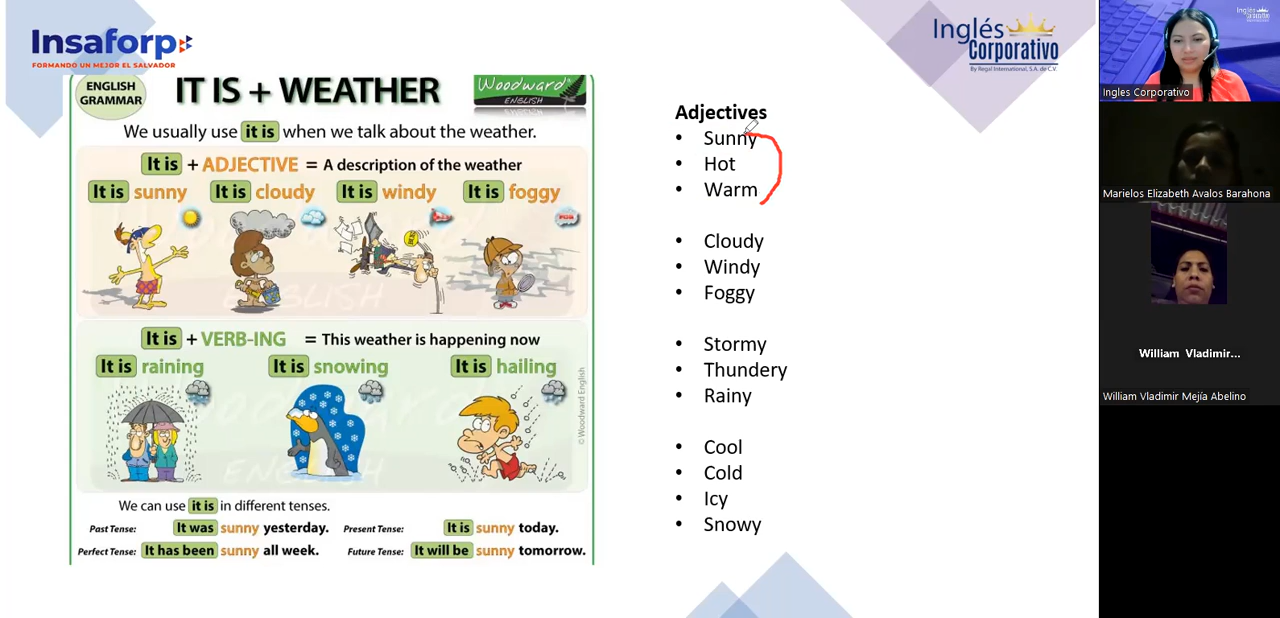 Insaforp
FORMANDO UN MEJOR EL SALVADOR
Inglés
Corporativo
By Regal International, S.A. de C.V.
ENGLISH
GRAMMAR
IT IS + WEATHER
Woodward
ENGLISH
We usually use it is when we talk about the weather.
It is + ADJECTIVE = A description of the weather
It is sunny It is cloudy It is windy It is foggy
FOG
It is + VERB-ING = This weather is happening now
It is raining It is snowing It is hailing
© Woodward English
We can use it is in different tenses.
Past Tense: It was sunny yesterday. Present Tense: It is sunny today.
Perfect Tense: It has been sunny all week. Future Tense: It will be sunny tomorrow.
Adjectives
• Sunny
• Hot
• Warm
• Cloudy
• Windy
• Foggy
• Stormy
• Thundery
• Rainy
• Cool
• Cold
• Icy
• Snowy
Ingles Corporativo
Marielos Elizabeth Avalos Barahona
William Vladimir...
William Vladimir Mejía Abelino